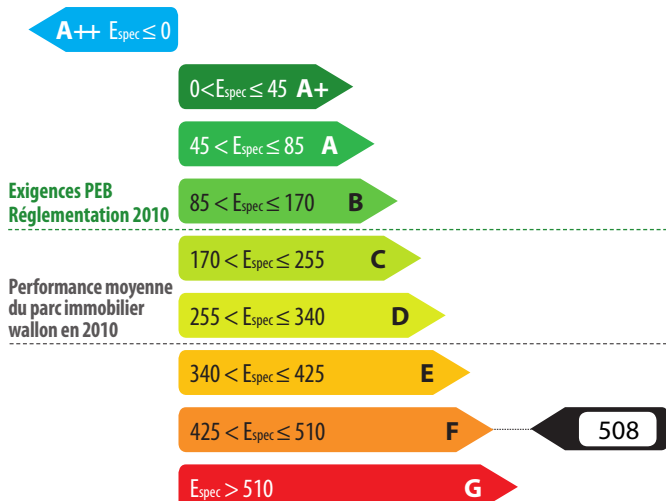 A++ Espec ≤ 0
0<Espec ≤ 45 A+
45 < Espec ≤ 85 A
Exigences PEB
Réglementation 2010
85 < Espec ≤ 170 B
170 < Espec ≤ 255 C
Performance moyenne
du parc immobilier
wallon en 2010
255 < Espec ≤ 340 D
340 < Espec ≤ 425 E
425 < Espec ≤ 510 F 508
Espec > 510 G